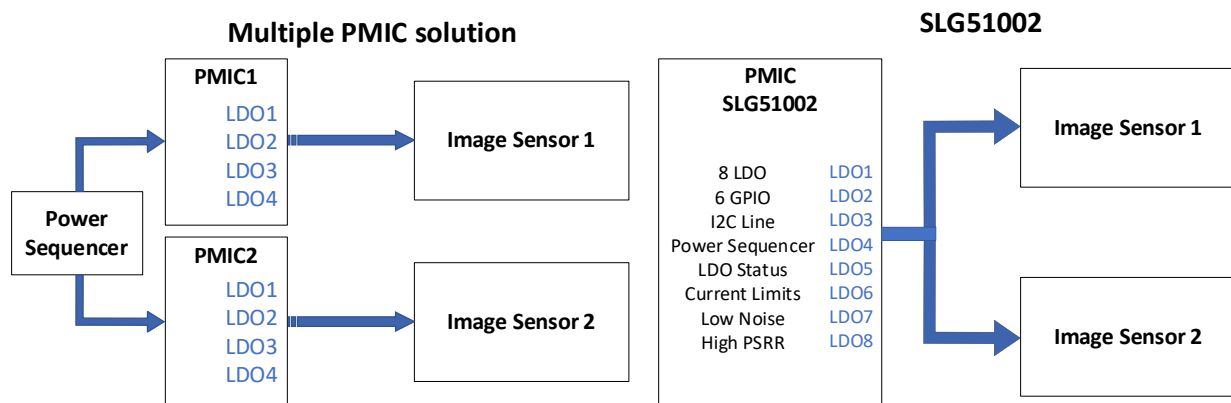 Multiple PMIC solution
PMIC1
LDO1
LDO2
LDO3
LDO4
Image Sensor 1
Power
Sequencer
PMIC2
LDO1
LDO2
LDO3
LDO4
Image Sensor 2
SLG51002
PMIC
SLG51002
8 LDO LDO1
6 GPIO LDO2
I2C Line LDO3
Power Sequencer LDO4
LDO Status LDO5
Current Limits LDO6
Low Noise LDO7
High PSRR LDO8
Image Sensor 1
Image Sensor 2